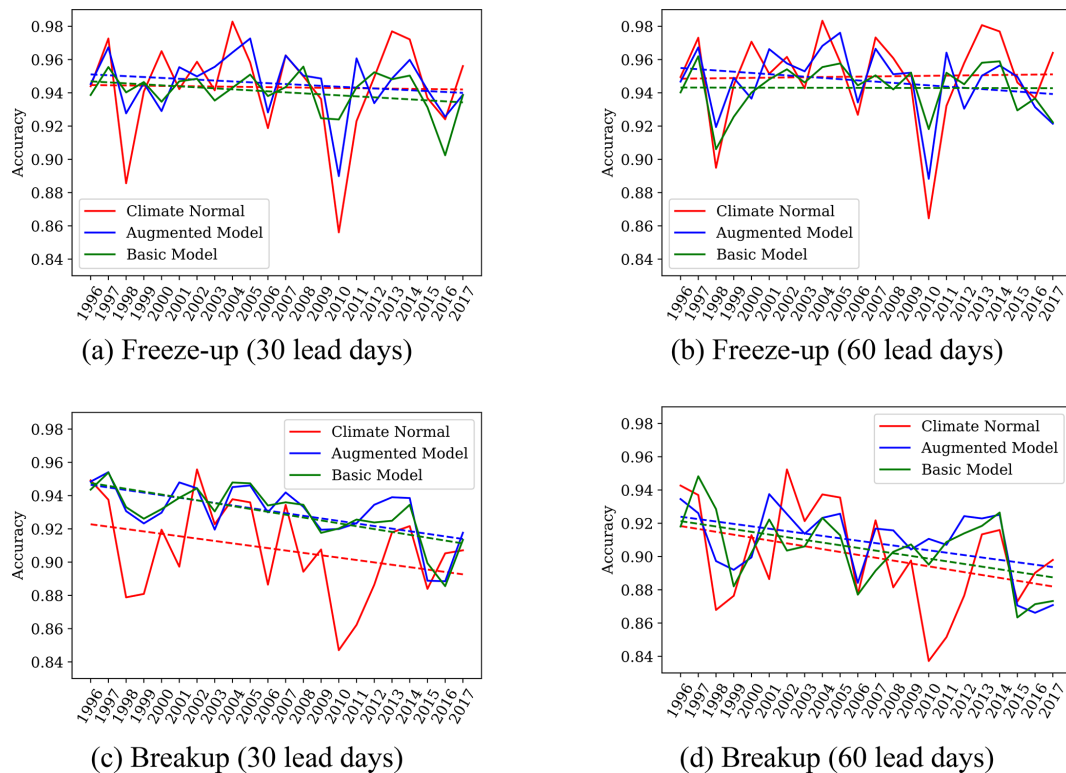 0.98
0.96
0.94
0.92
0.90
0.88
0.86
0.84
Accuracy
Climate Normal
Augmented Model
Basic Model
1996 1997 1998 1999 2000 2001 2002 2003 2004 2005 2006 2007 2008 2009 2010 2011 2012 2013 2014 2015 2016 2017
(a) Freeze-up (30 lead days)
0.98
0.96
0.94
0.92
0.90
0.88
0.86
0.84
Accuracy
Climate Normal
Augmented Model
Basic Model
1996 1997 1998 1999 2000 2001 2002 2003 2004 2005 2006 2007 2008 2009 2010 2011 2012 2013 2014 2015 2016 2017
(b) Freeze-up (60 lead days)
0.98
0.96
0.94
0.92
0.90
0.88
0.86
0.84
Accuracy
Climate Normal
Augmented Model
Basic Model
1996 1997 1998 1999 2000 2001 2002 2003 2004 2005 2006 2007 2008 2009 2010 2011 2012 2013 2014 2015 2016 2017
(c) Breakup (30 lead days)
0.98
0.96
0.94
0.92
0.90
0.88
0.86
0.84
Accuracy
Climate Normal
Augmented Model
Basic Model
1996 1997 1998 1999 2000 2001 2002 2003 2004 2005 2006 2007 2008 2009 2010 2011 2012 2013 2014 2015 2016 2017
(d) Breakup (60 lead days)